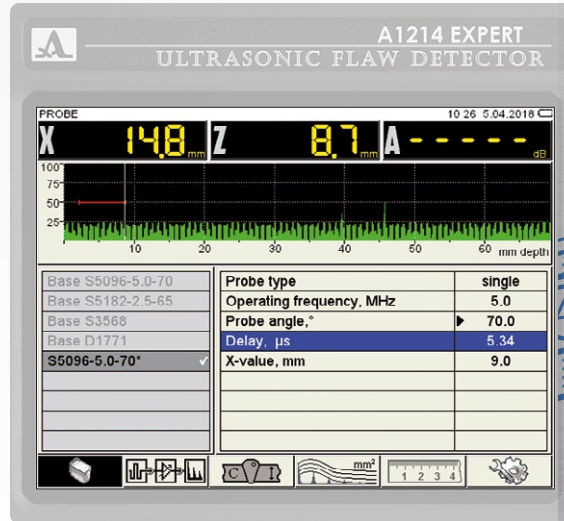 A1214 EXPERT
ULTRASONIC FLAW DETECTOR
PROBE 10 26 5.04.2018
X 14.8 mm Z 8.7 mm A - - - - - dB
100
75
50
25
10 20 30 40 50 60 mm depth
Base S5096-5.0-70 Probe type single
Base S5182-2.5-65 Operating frequency, MHz 5.0
Base S3568 Probe angle,° 70.0
Base D1771 Delay, µs 5.34
S5096-5.0-70* X-value, mm 9.0
C mm² 1 2 3 4